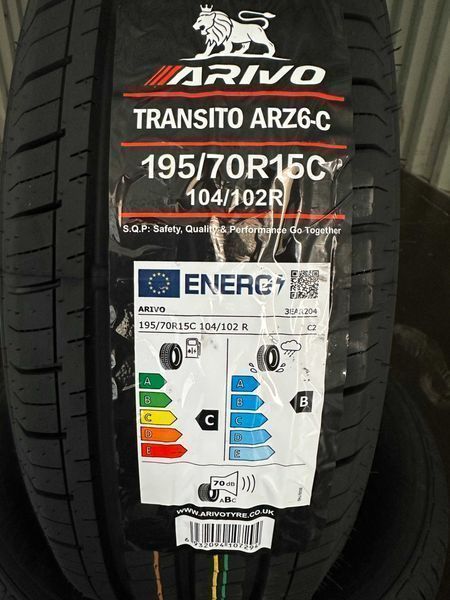 ARIVO
TRANSITO ARZ6-C
195/70R15C
104/102R
S.Q.P: Safety, Quality & Performance Go Together
ENERG
ARIVO 3EAR204
195/70R15C 104/102 R C2
A
B
C
D
E
C
A
B
C
D
E
B
70 dB
ABC
WWW.ARIVOTYRE.CO.UK